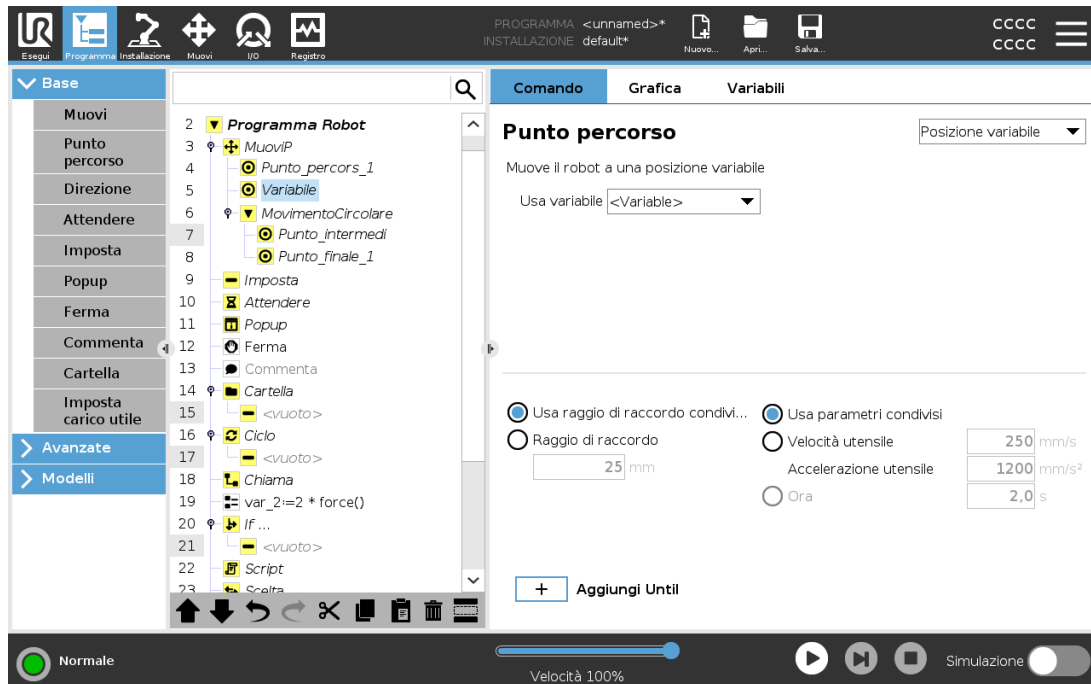 PROGRAMMA <unnamed>*
INSTALLAZIONE default*
CCCC
CCCC
Esegui
Programma
Installazione
Muovi
I/O
Registro
Nuovo...
Apri...
Salva...
Base
Muovi
Punto
percorso
Direzione
Attendere
Imposta
Popup
Ferma
Commenta
Cartella
Imposta
carico utile
Avanzate
Modelli
2 Programma Robot
3 MuoviP
4 Punto_percors_1
5 Variabile
6 MovimentoCircolare
7 Punto_intermedi
8 Punto_finale_1
9 Imposta
10 Attendere
11 Popup
12 Ferma
13 Commenta
14 Cartella
15 <vuoto>
16 Ciclo
17 <vuoto>
18 Chiama
19 var_2:=2 * force()
20 If ...
21 <vuoto>
22 Script
23 Scelta
Comando Grafica Variabili
Punto percorso
Posizione variabile
Muove il robot a una posizione variabile
Usa variabile <Variable>
Usa raggio di raccordo condivi...
Raggio di raccordo
25 mm
Usa parametri condivisi
Velocità utensile 250 mm/s
Accelerazione utensile 1200 mm/s²
Ora 2,0 s
+ Aggiungi Until
Normale
Velocità 100%
Simulazione